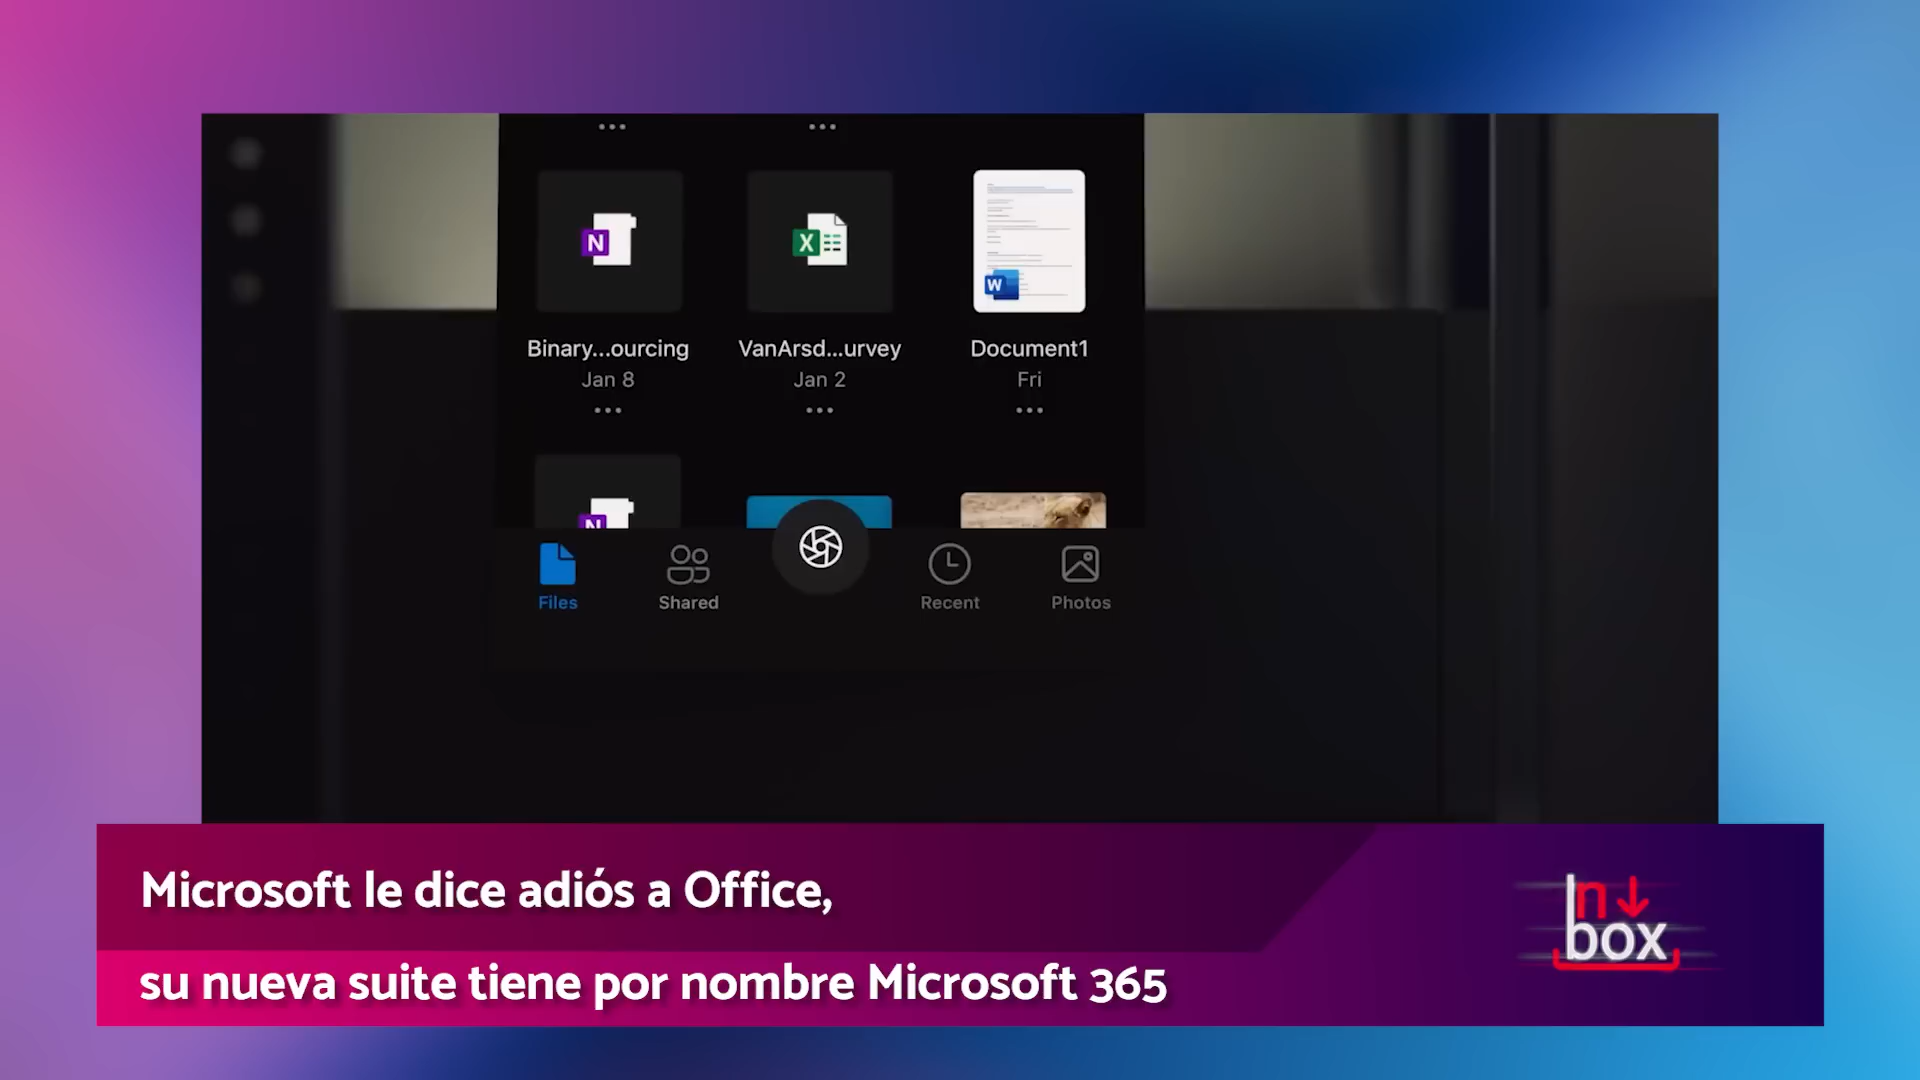 N
X
W
Binary...ourcing
VanArsd...urvey
Document1
Jan 8
Jan 2
Fri
N
Files
Shared
Recent
Photos
Microsoft le dice adiós a Office,
su nueva suite tiene por nombre Microsoft 365
In
box